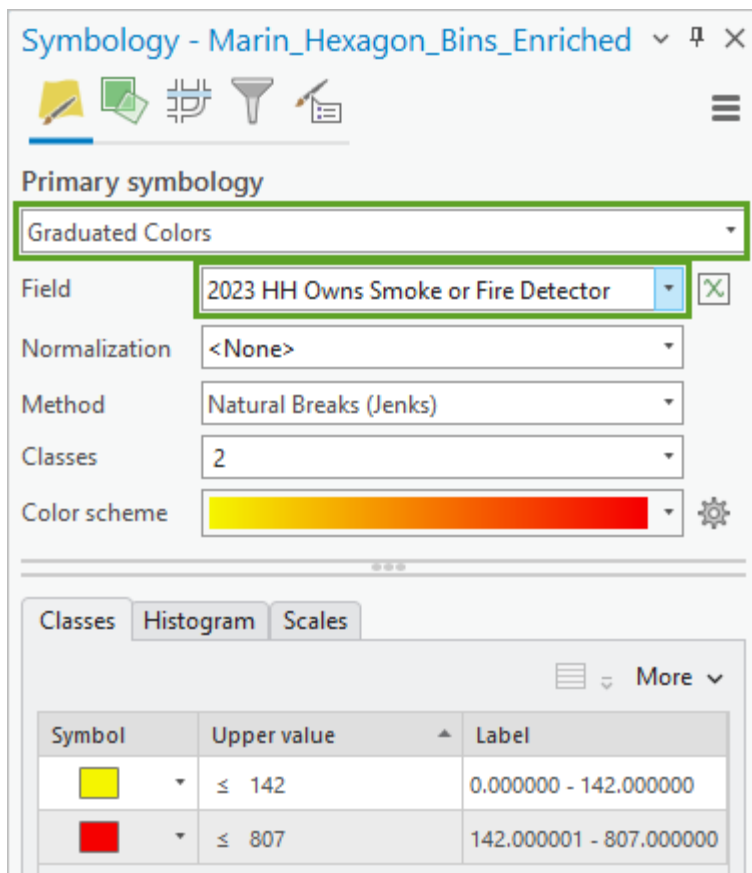 Symbology - Marin_Hexagon_Bins_Enriched
Primary symbology
Graduated Colors
Field 2023 HH Owns Smoke or Fire Detector
Normalization <None>
Method Natural Breaks (Jenks)
Classes 2
Color scheme
Classes Histogram Scales
More
Symbol Upper value Label
≤ 142 0.000000 - 142.000000
≤ 807 142.000001 - 807.000000